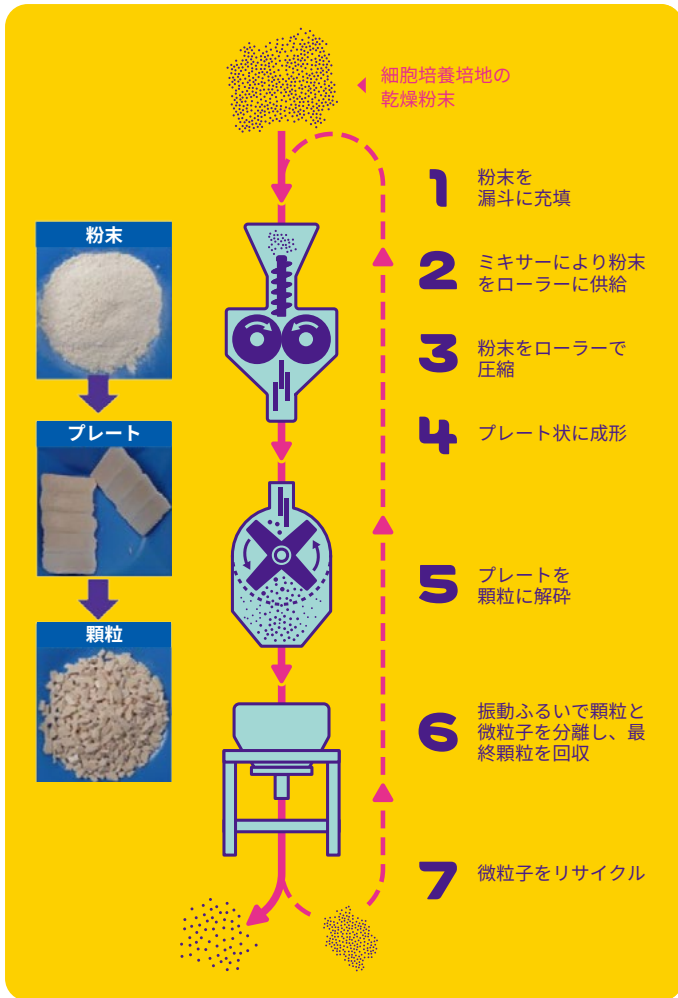 細胞培養培地の
乾燥粉末
粉末
プレート
顆粒
1
粉末を
漏斗に充填
2
ミキサーにより粉末
をローラーに供給
3
粉末をローラーで
圧縮
4
プレート状に成形
5
プレートを
顆粒に解砕
6
振動ふるいで顆粒と
微粒子を分離し、最
終顆粒を回収
7
微粒子をリサイクル